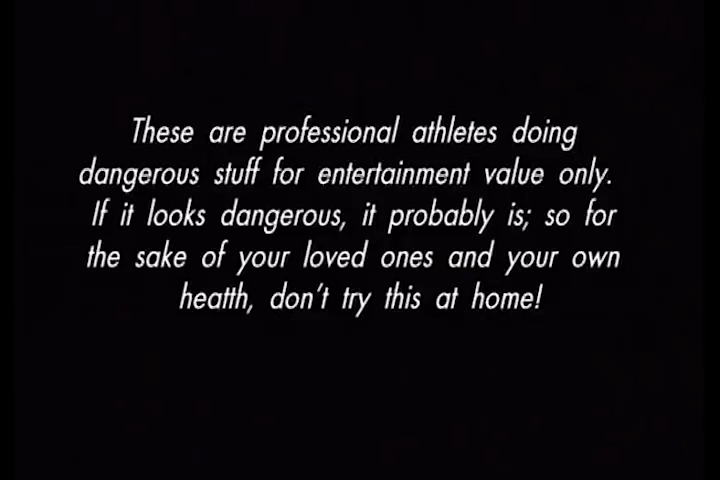 These are professional athletes doing
dangerous stuff for entertainment value only.
If it looks dangerous, it probably is; so for
the sake of your loved ones and your own
heatth, don't try this at home!